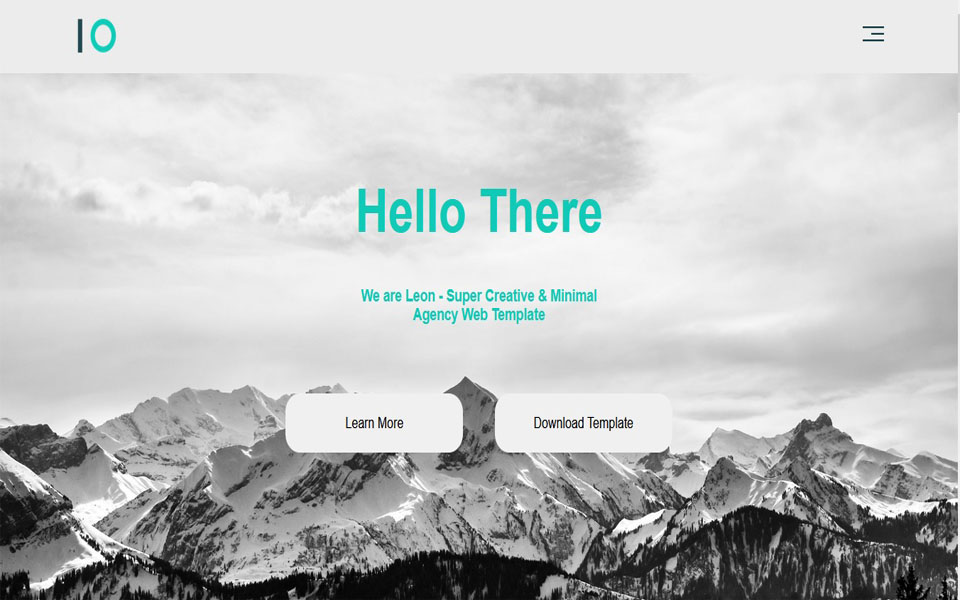 IO
Hello There
We are Leon - Super Creative & Minimal
Agency Web Template
Learn More
Download Template